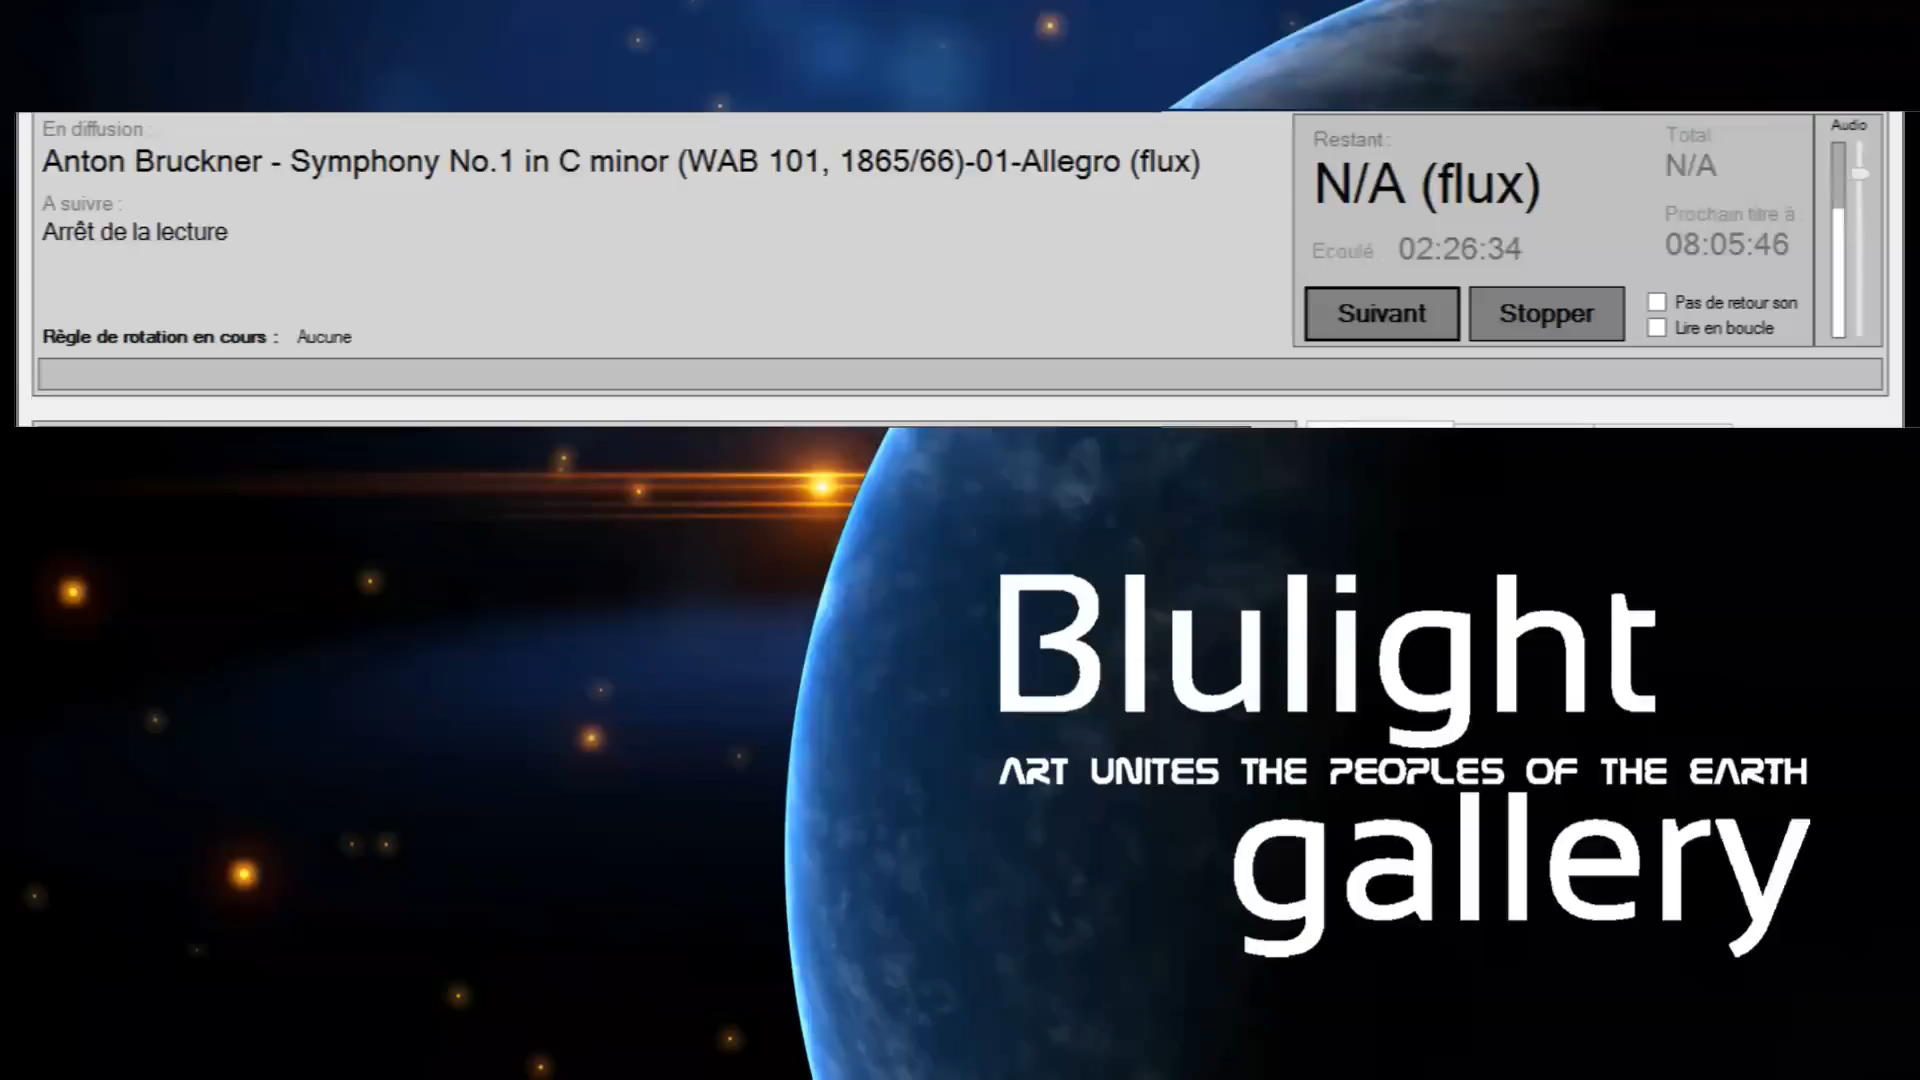 En diffusion :
Anton Bruckner - Symphony No.1 in C minor (WAB 101, 1865/66)-01-Allegro (flux)
A suivre :
Arrêt de la lecture
Règle de rotation en cours : Aucune
Restant :
N/A (flux)
Ecoulé 02:26:34
Total
N/A
Prochain titre à
08:05:46
Suivant
Stopper
Pas de retour son
Lire en boucle
Audio
Blulight
ART UNITES THE PEOPLES OF THE EARTH
gallery